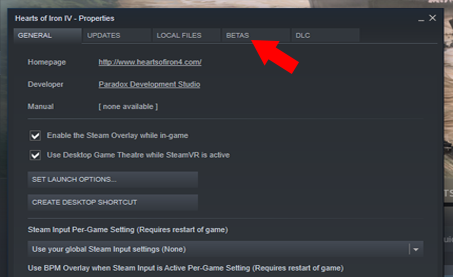 Hearts of Iron IV - Properties
GENERAL UPDATES LOCAL FILES BETAS DLC
Homepage http://www.heartsofiron4.com/
Developer Paradox Development Studio
Manual [ none available ]
Enable the Steam Overlay while in-game
Use Desktop Game Theatre while SteamVR is active
SET LAUNCH OPTIONS...
CREATE DESKTOP SHORTCUT
Steam Input Per-Game Setting (Requires restart of game)
Use your global Steam Input settings (None)
Use BPM Overlay when Steam Input is Active Per-Game Setting (Requires restart of game)